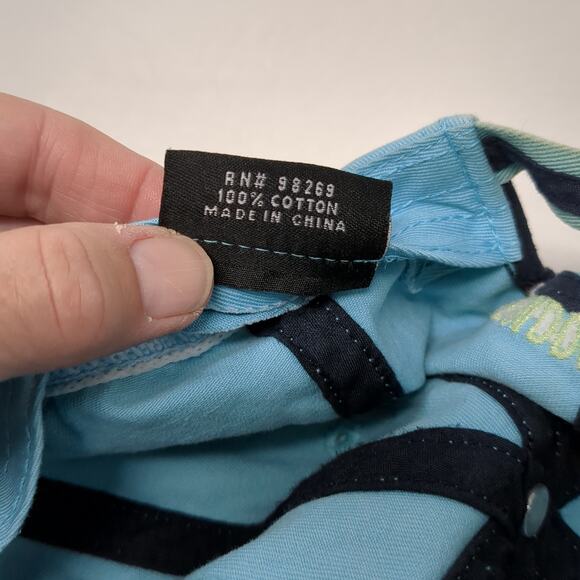 RN# 98269
100% COTTON
MADE IN CHINA